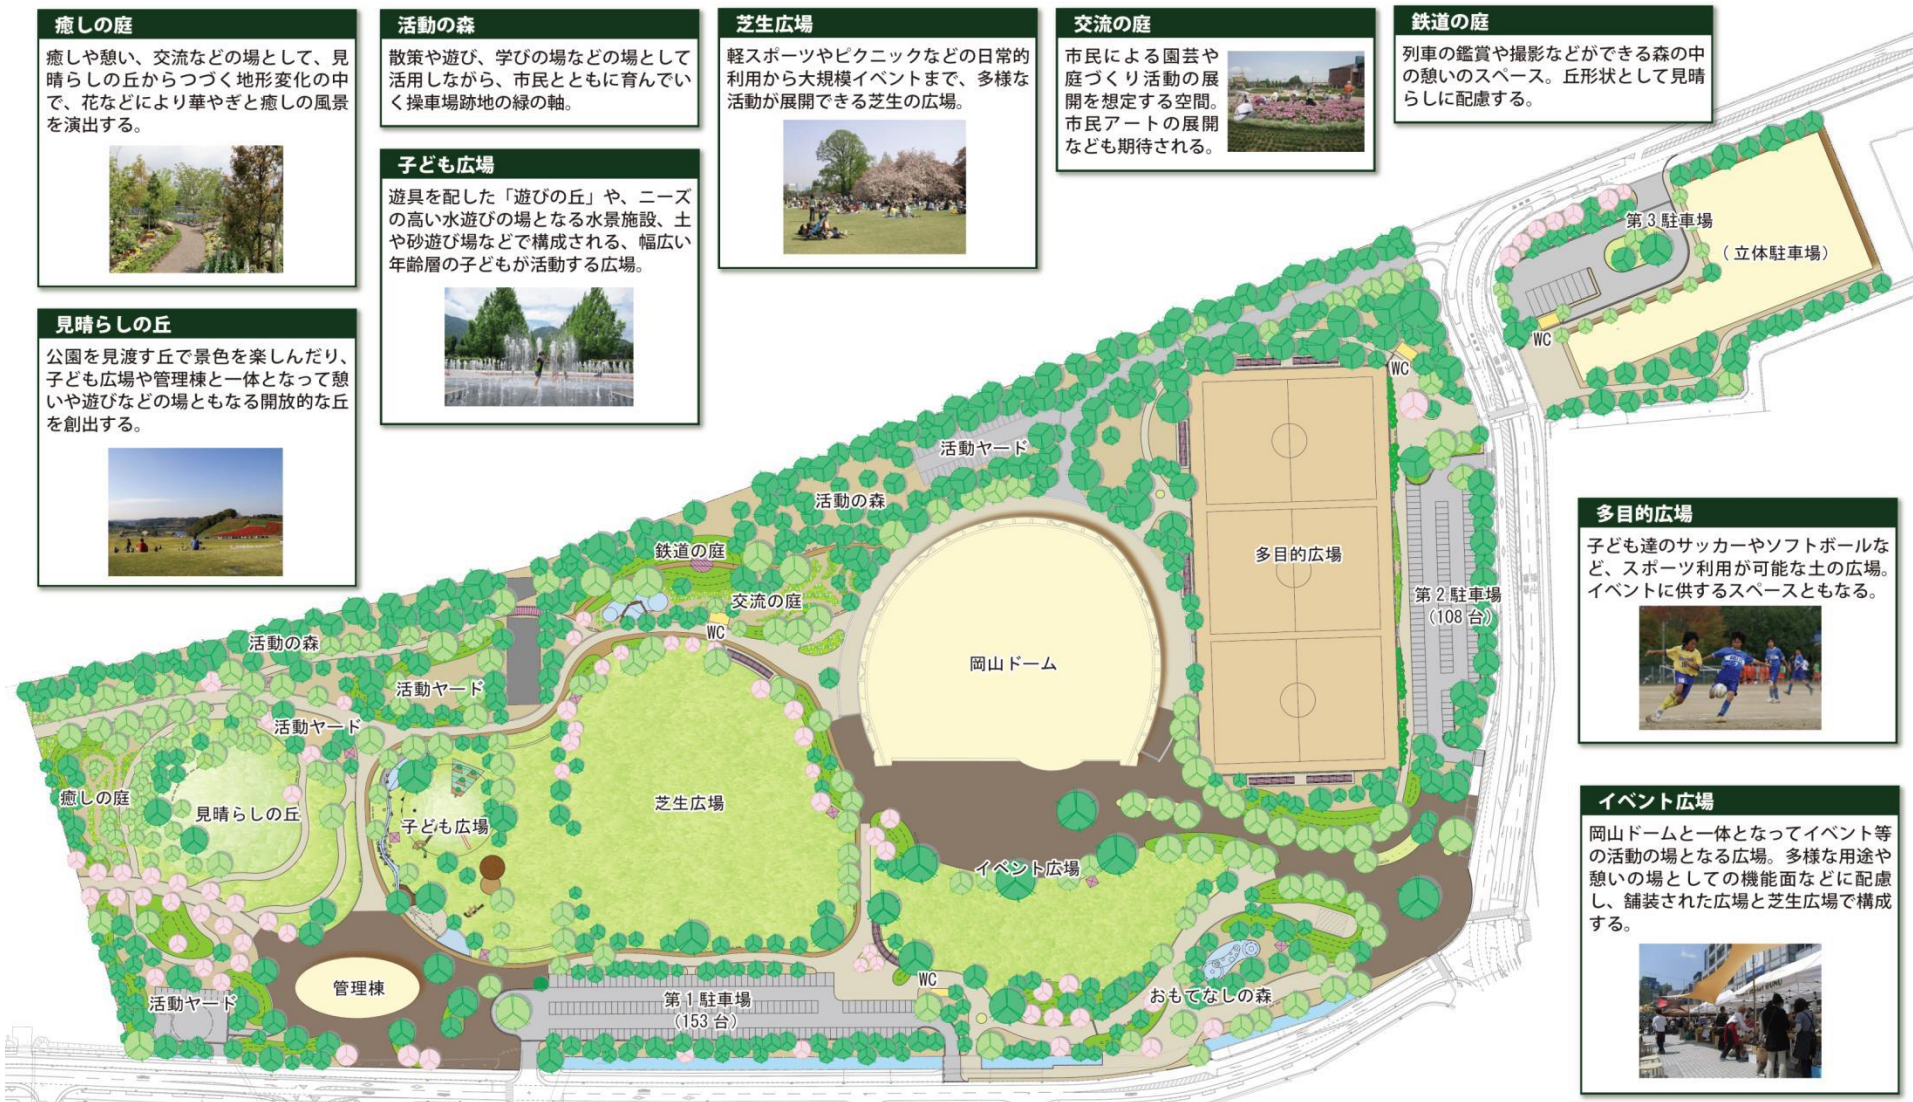 癒しの庭
癒しや憩い、交流などの場として、見
晴らしの丘からつづく地形変化の中
で、花などにより華やぎと癒しの風景
を演出する。
見晴らしの丘
公園を見渡す丘で景色を楽しんだり、
子ども広場や管理棟と一体となって憩
いや遊びなどの場ともなる開放的な丘
を創出する。
活動の森
散策や遊び、学びの場などの場として
活用しながら、市民とともに育んでい
く操車場跡地の緑の軸。
子ども広場
遊具を配した「遊びの丘」や、ニーズ
の高い水遊びの場となる水景施設、土
や砂遊び場などで構成される、幅広い
年齢層の子どもが活動する広場。
芝生広場
軽スポーツやピクニックなどの日常的
利用から大規模イベントまで、多様な
活動が展開できる芝生の広場。
交流の庭
市民による園芸や
庭づくり活動の展
開を想定する空間。
市民アートの展開
なども期待される。
鉄道の庭
列車の鑑賞や撮影などができる森の中
の憩いのスペース。丘形状として見晴
らしに配慮する。
多目的広場
子ども達のサッカーやソフトボールな
ど、スポーツ利用が可能な土の広場。
イベントに供するスペースともなる。
イベント広場
岡山ドームと一体となってイベント等
の活動の場となる広場。多様な用途や
憩いの場としての機能面などに配慮
し、舗装された広場と芝生広場で構成
する。
第3駐車場
(立体駐車場)
WC
WC
活動ヤード
活動の森
鉄道の庭
多目的広場
交流の庭
第2駐車場
(108台)
WC
活動の森
岡山ドーム
活動ヤード
活動ヤード
癒しの庭
見晴らしの丘
芝生広場
子ども広場
イベント広場
管理棟
WC
活動ヤード
第1駐車場
(153台)
おもてなしの森